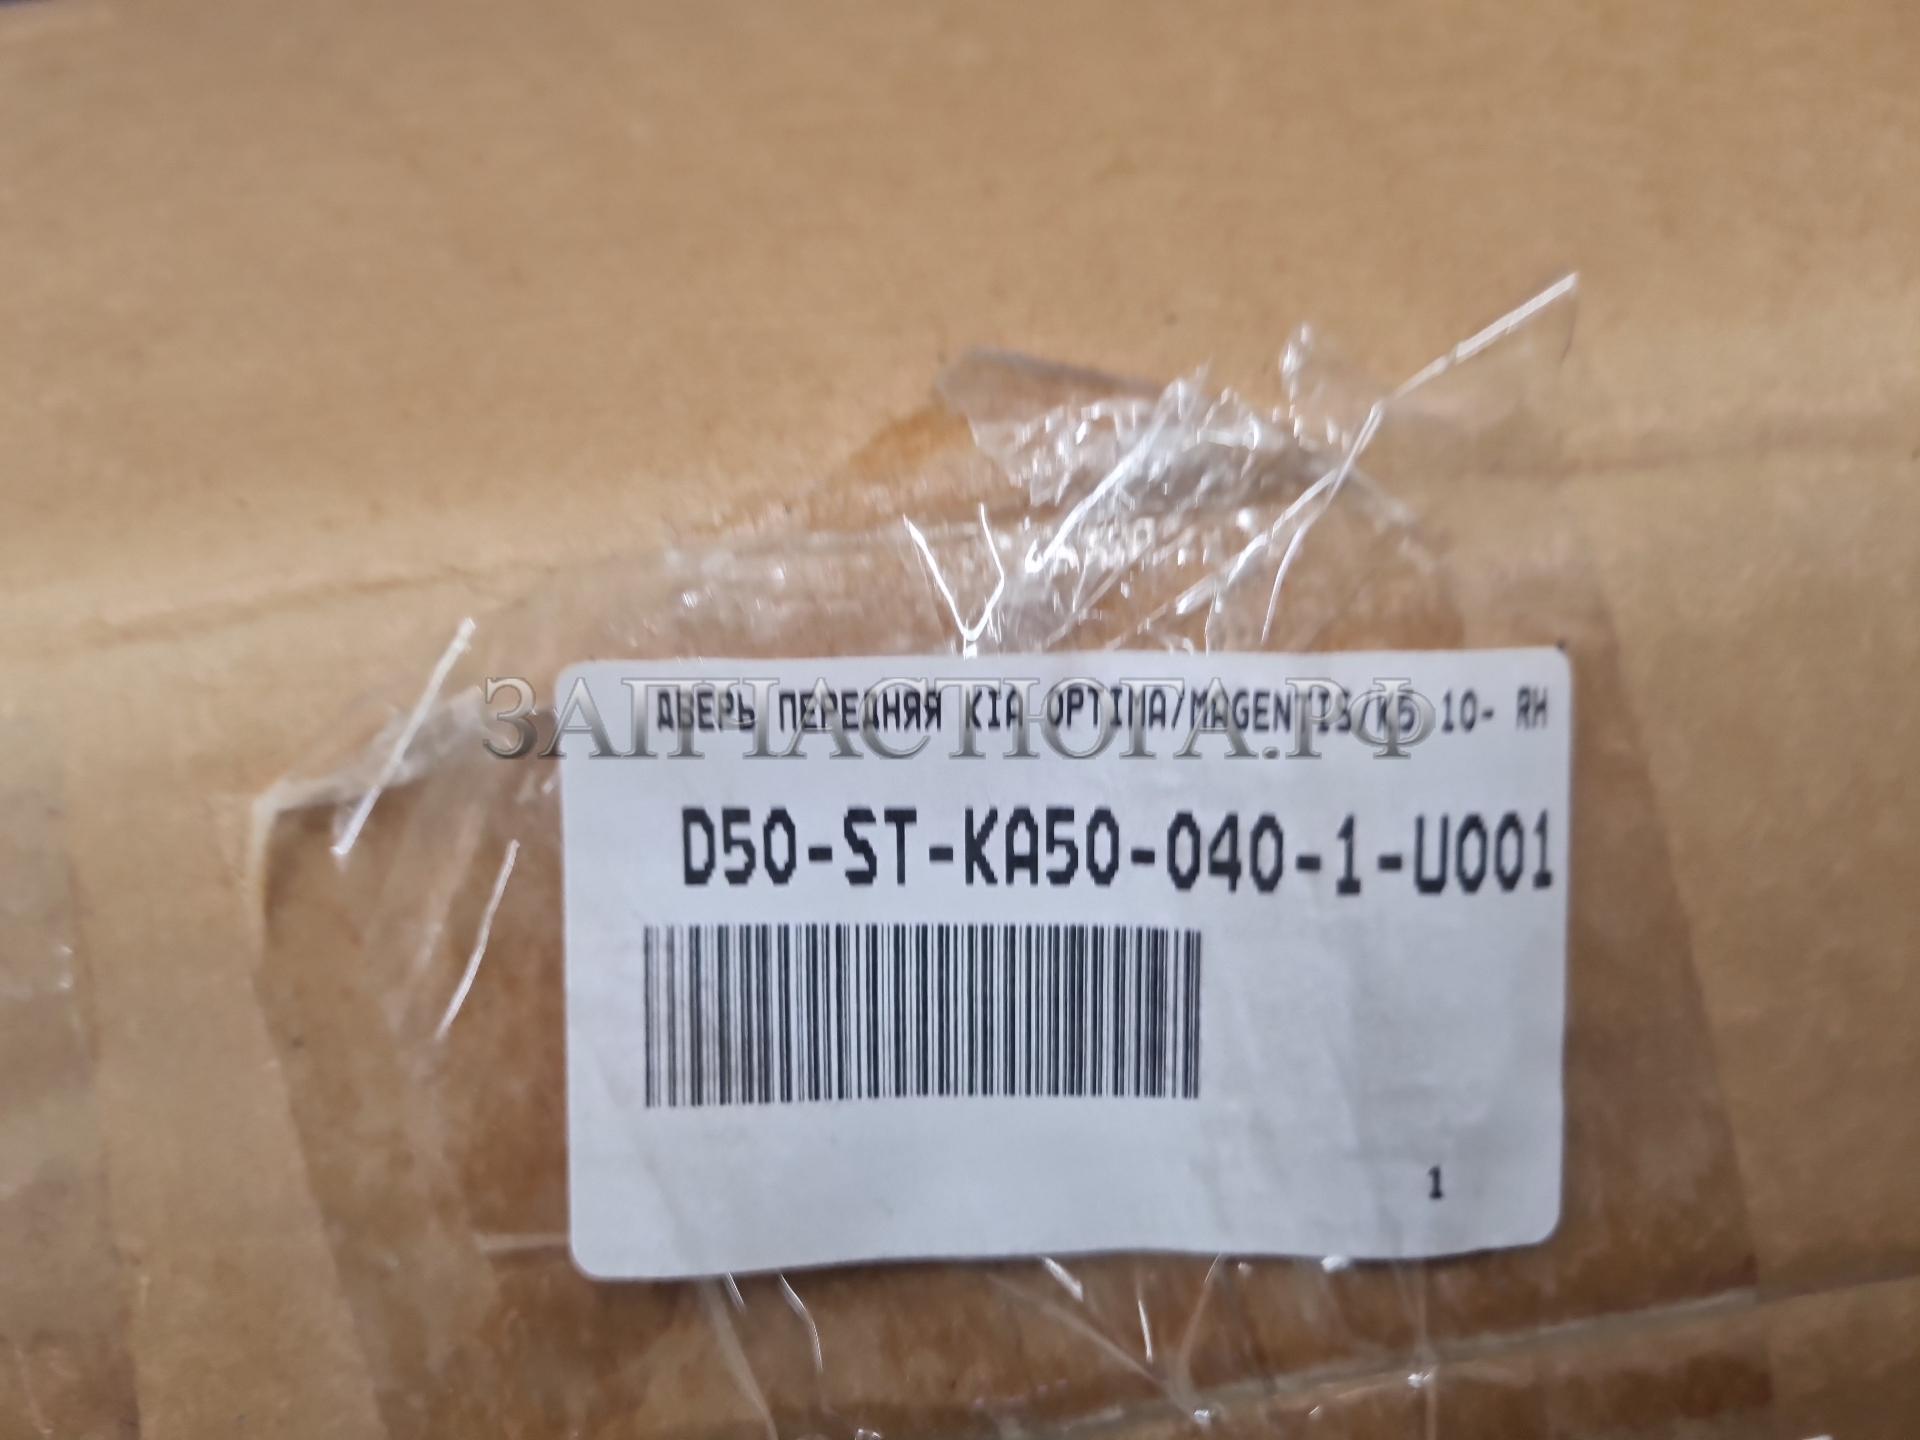 ДВЕРЬ ПЕРЕДНЯЯ KIA OPTIMA/MAGENTIS/K5 10- RH
ЗАПЧАСТЮГА.РФ
D50-ST-KA50-040-1-U001
1